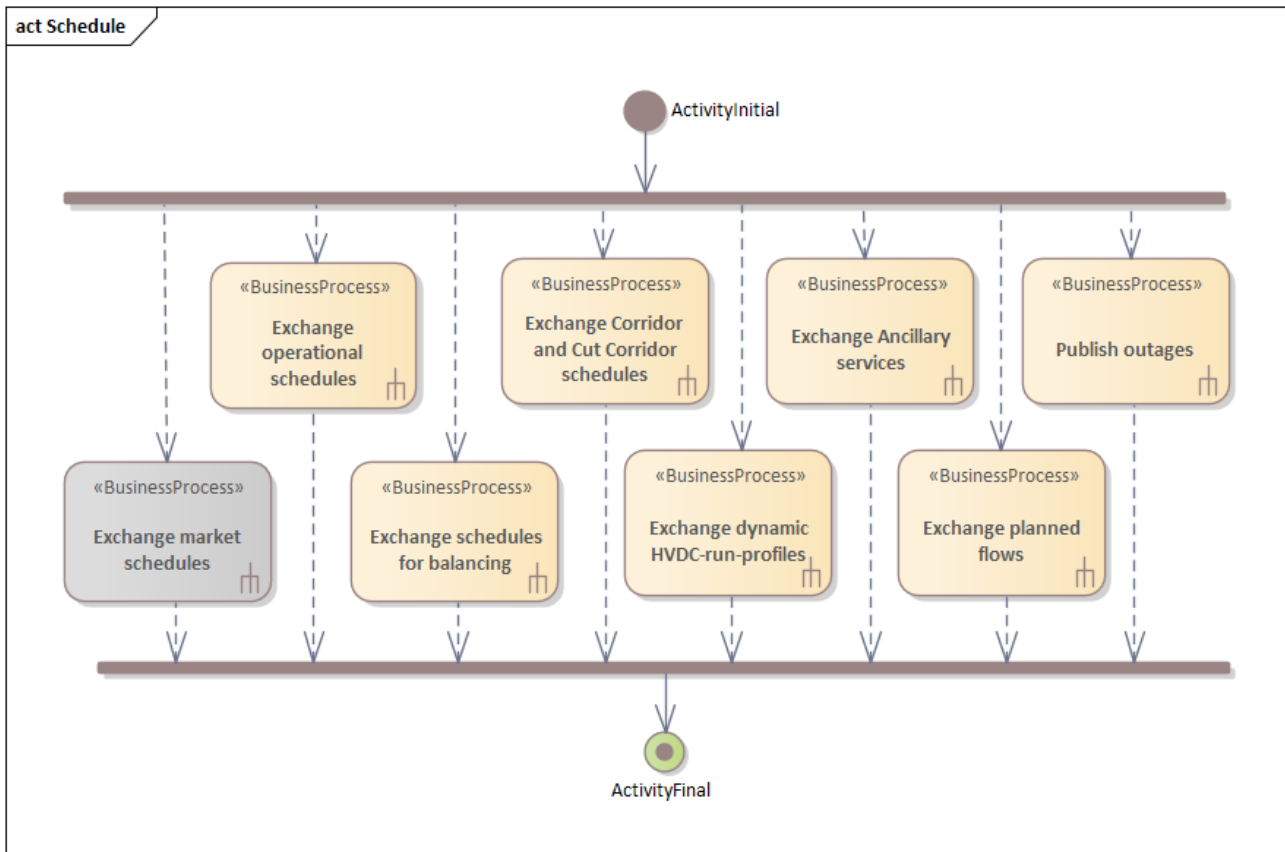 act Schedule
ActivityInitial
«BusinessProcess»
Exchange
operational
schedules
«BusinessProcess»
Exchange Corridor
and Cut Corridor
schedules
«BusinessProcess»
Exchange Ancillary
services
«BusinessProcess»
Publish outages
«BusinessProcess»
Exchange market
schedules
«BusinessProcess»
Exchange schedules
for balancing
«BusinessProcess»
Exchange dynamic
HVDC-run-profiles
«BusinessProcess»
Exchange planned
flows
ActivityFinal